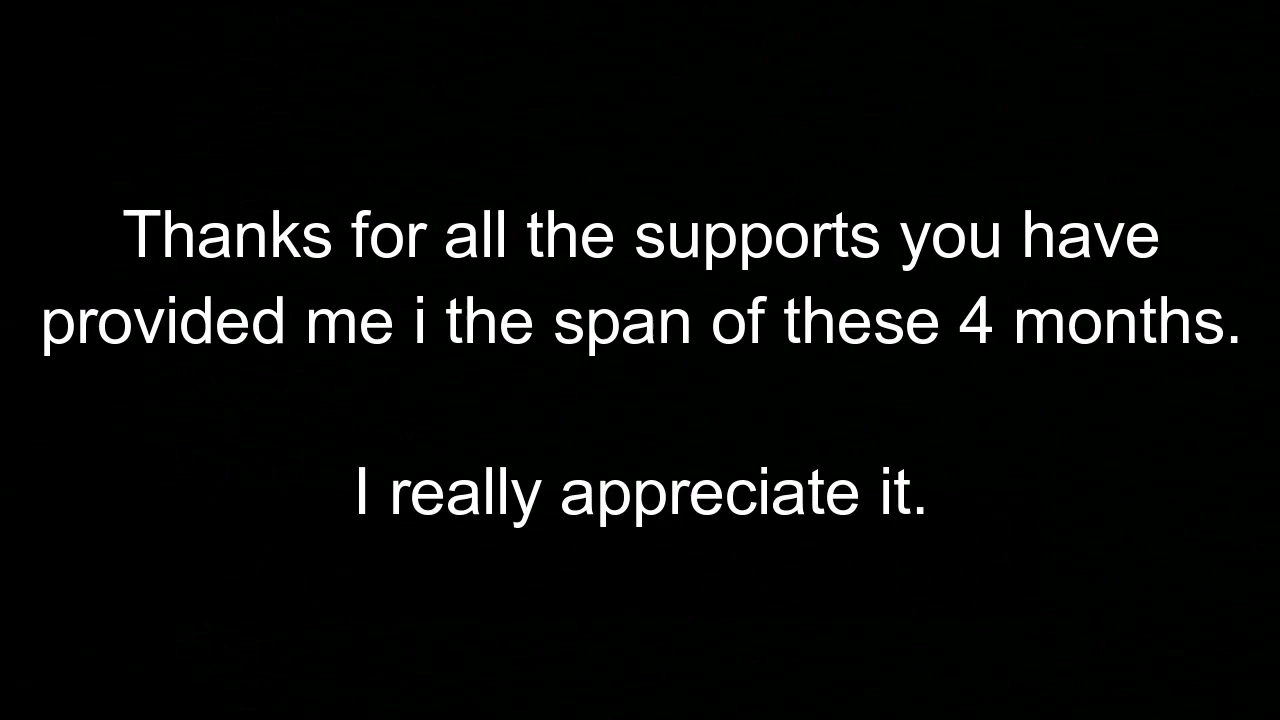 Thanks for all the supports you have
provided me i the span of these 4 months.
I really appreciate it.